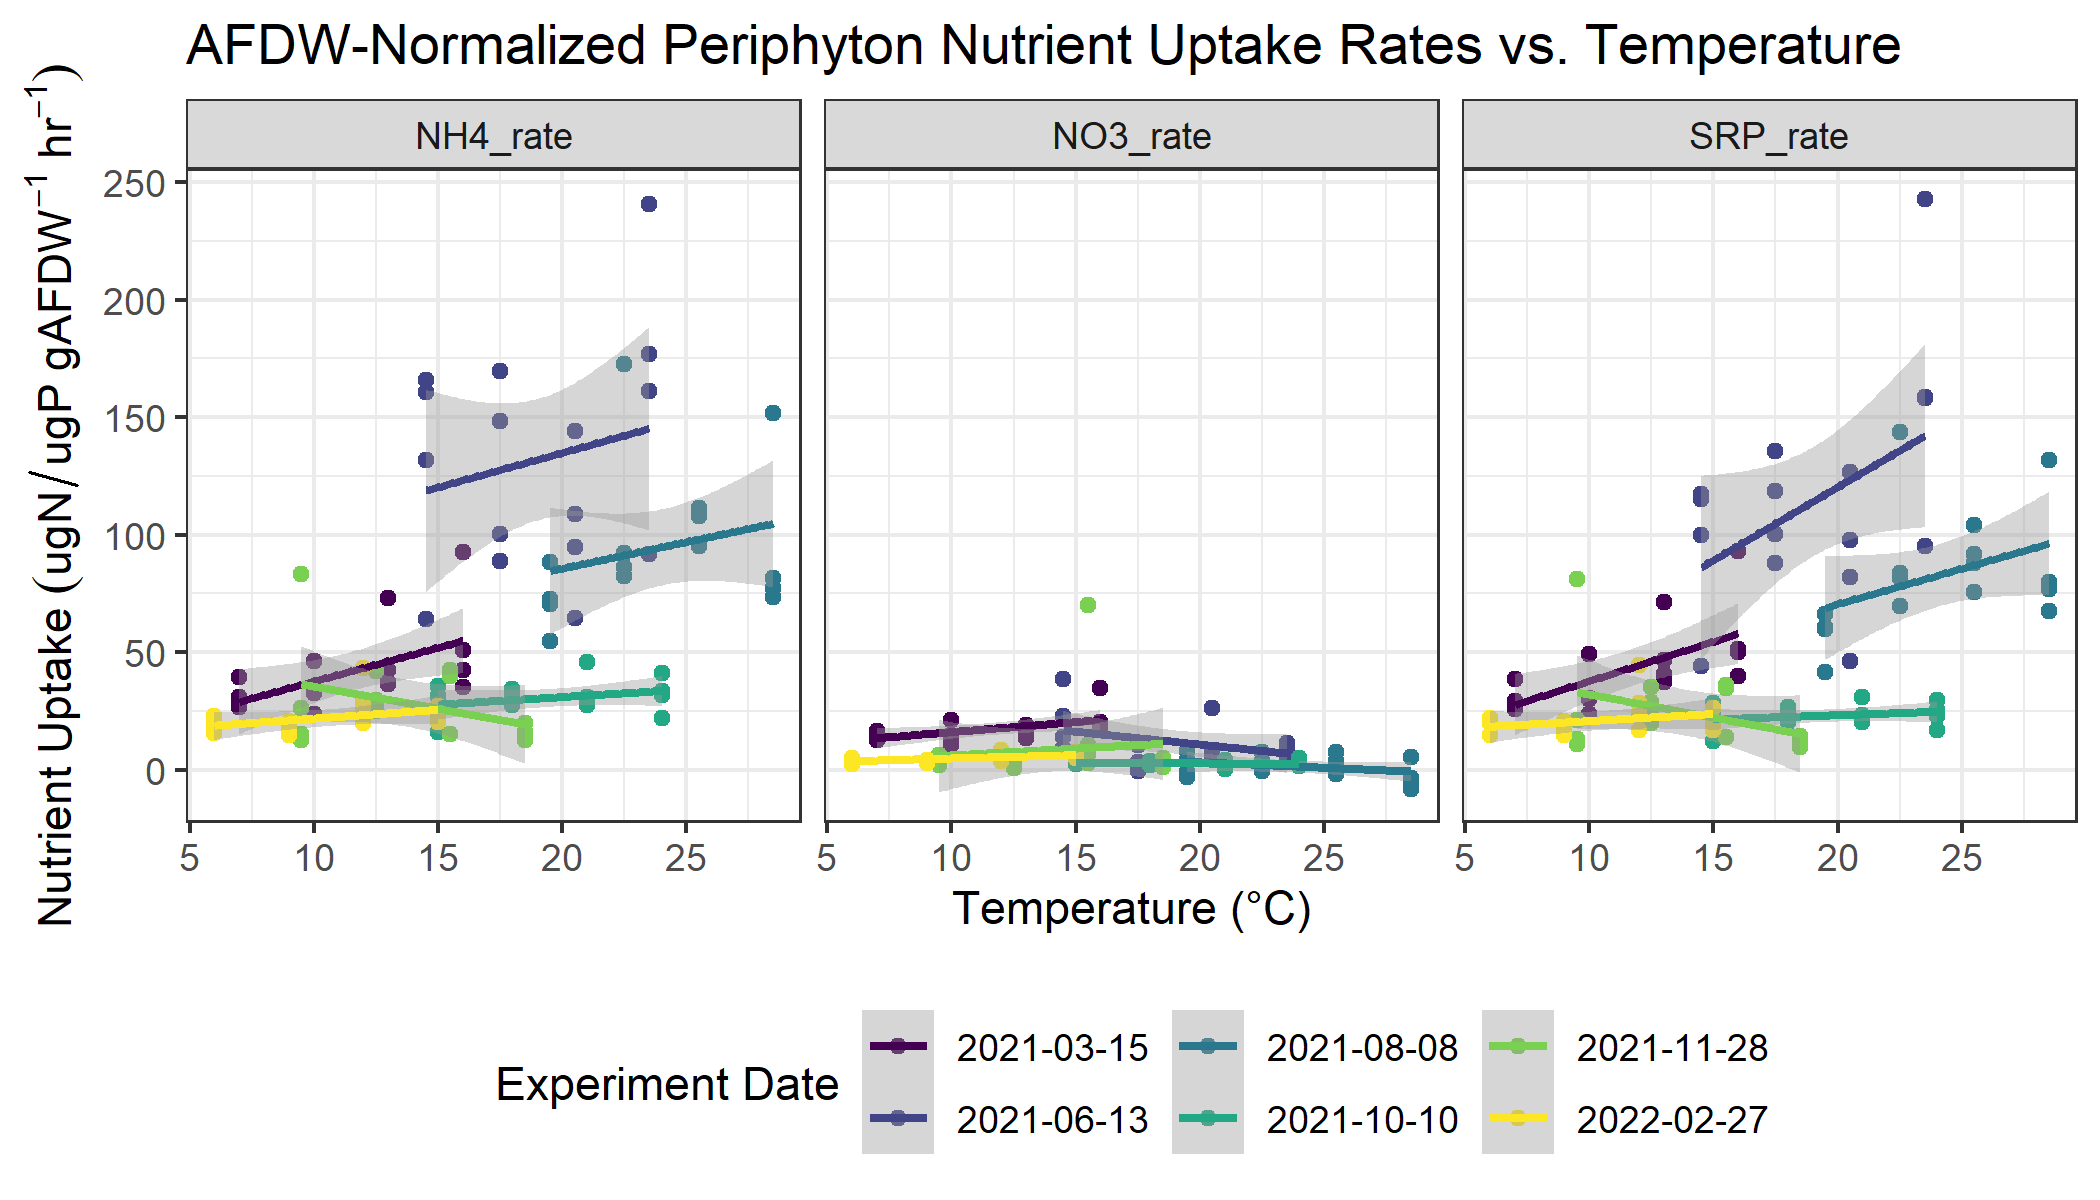 AFDW-Normalized Periphyton Nutrient Uptake Rates vs. Temperature
NH4_rate NO3_rate SRP_rate
Nutrient Uptake (ugN/ugP gAFDW⁻¹ hr⁻¹)
250
200
150
100
50
0
5 10 15 20 25 5 10 15 20 25 5 10 15 20 25
Temperature (°C)
Experiment Date
2021-03-15 2021-08-08 2021-11-28
2021-06-13 2021-10-10 2022-02-27